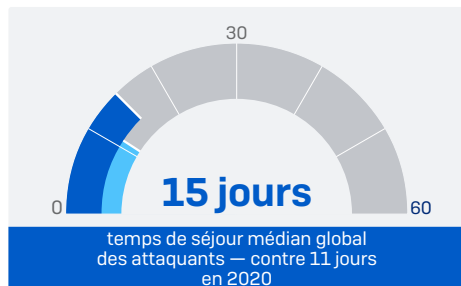 30
15 jours
0
60
temps de séjour médian global
des attaquants — contre 11 jours
en 2020